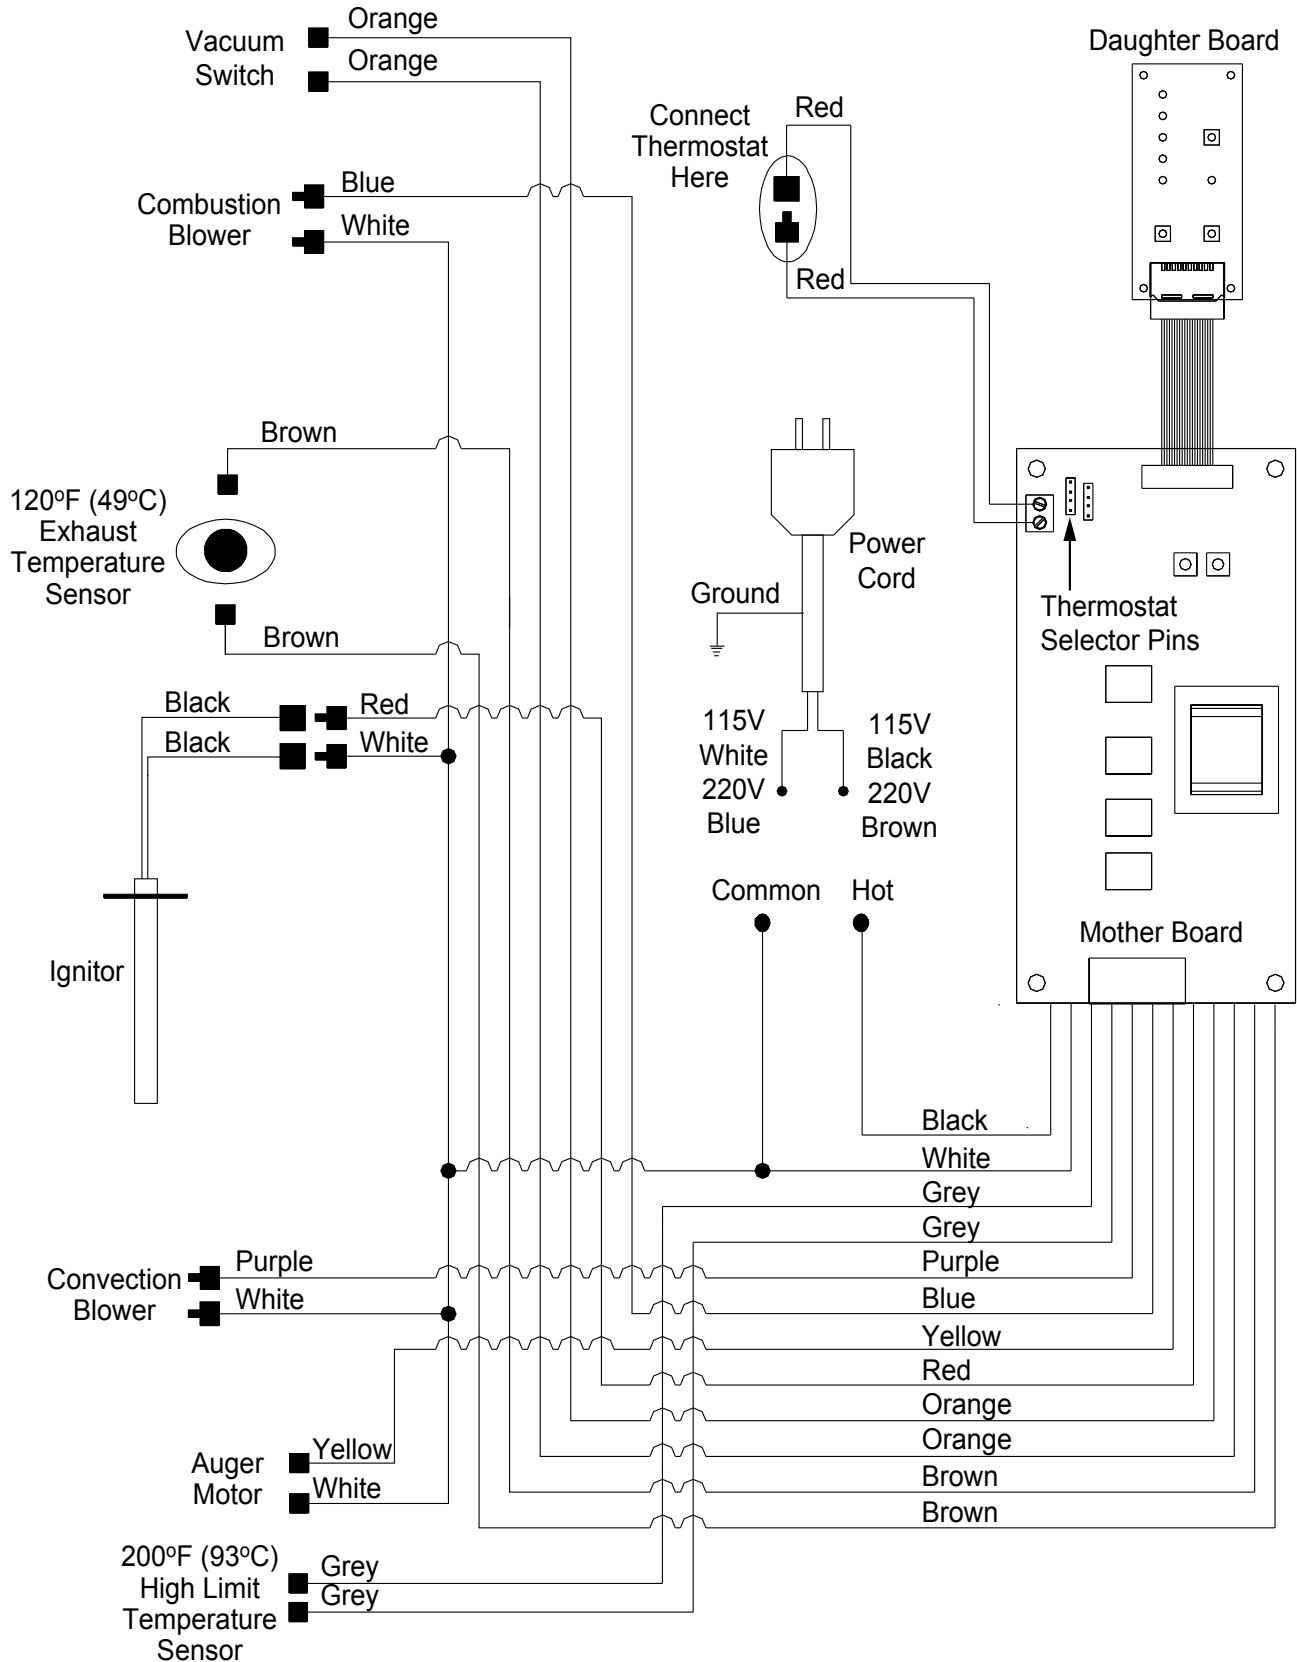 Orange
Vacuum
Switch
Orange
Daughter Board
Connect
Thermostat
Here
Red
Red
Combustion
Blower
Blue
White
Brown
120ºF (49ºC)
Exhaust
Temperature
Sensor
Brown
Power
Cord
Ground
Thermostat
Selector Pins
Black
Red
Black
White
115V
White
220V
Blue
115V
Black
220V
Brown
Common
Hot
Mother Board
Ignitor
Black
White
Grey
Grey
Purple
Blue
Yellow
Red
Orange
Orange
Brown
Brown
Convection
Blower
Purple
White
Auger
Motor
Yellow
White
200ºF (93ºC)
High Limit
Temperature
Sensor
Grey
Grey